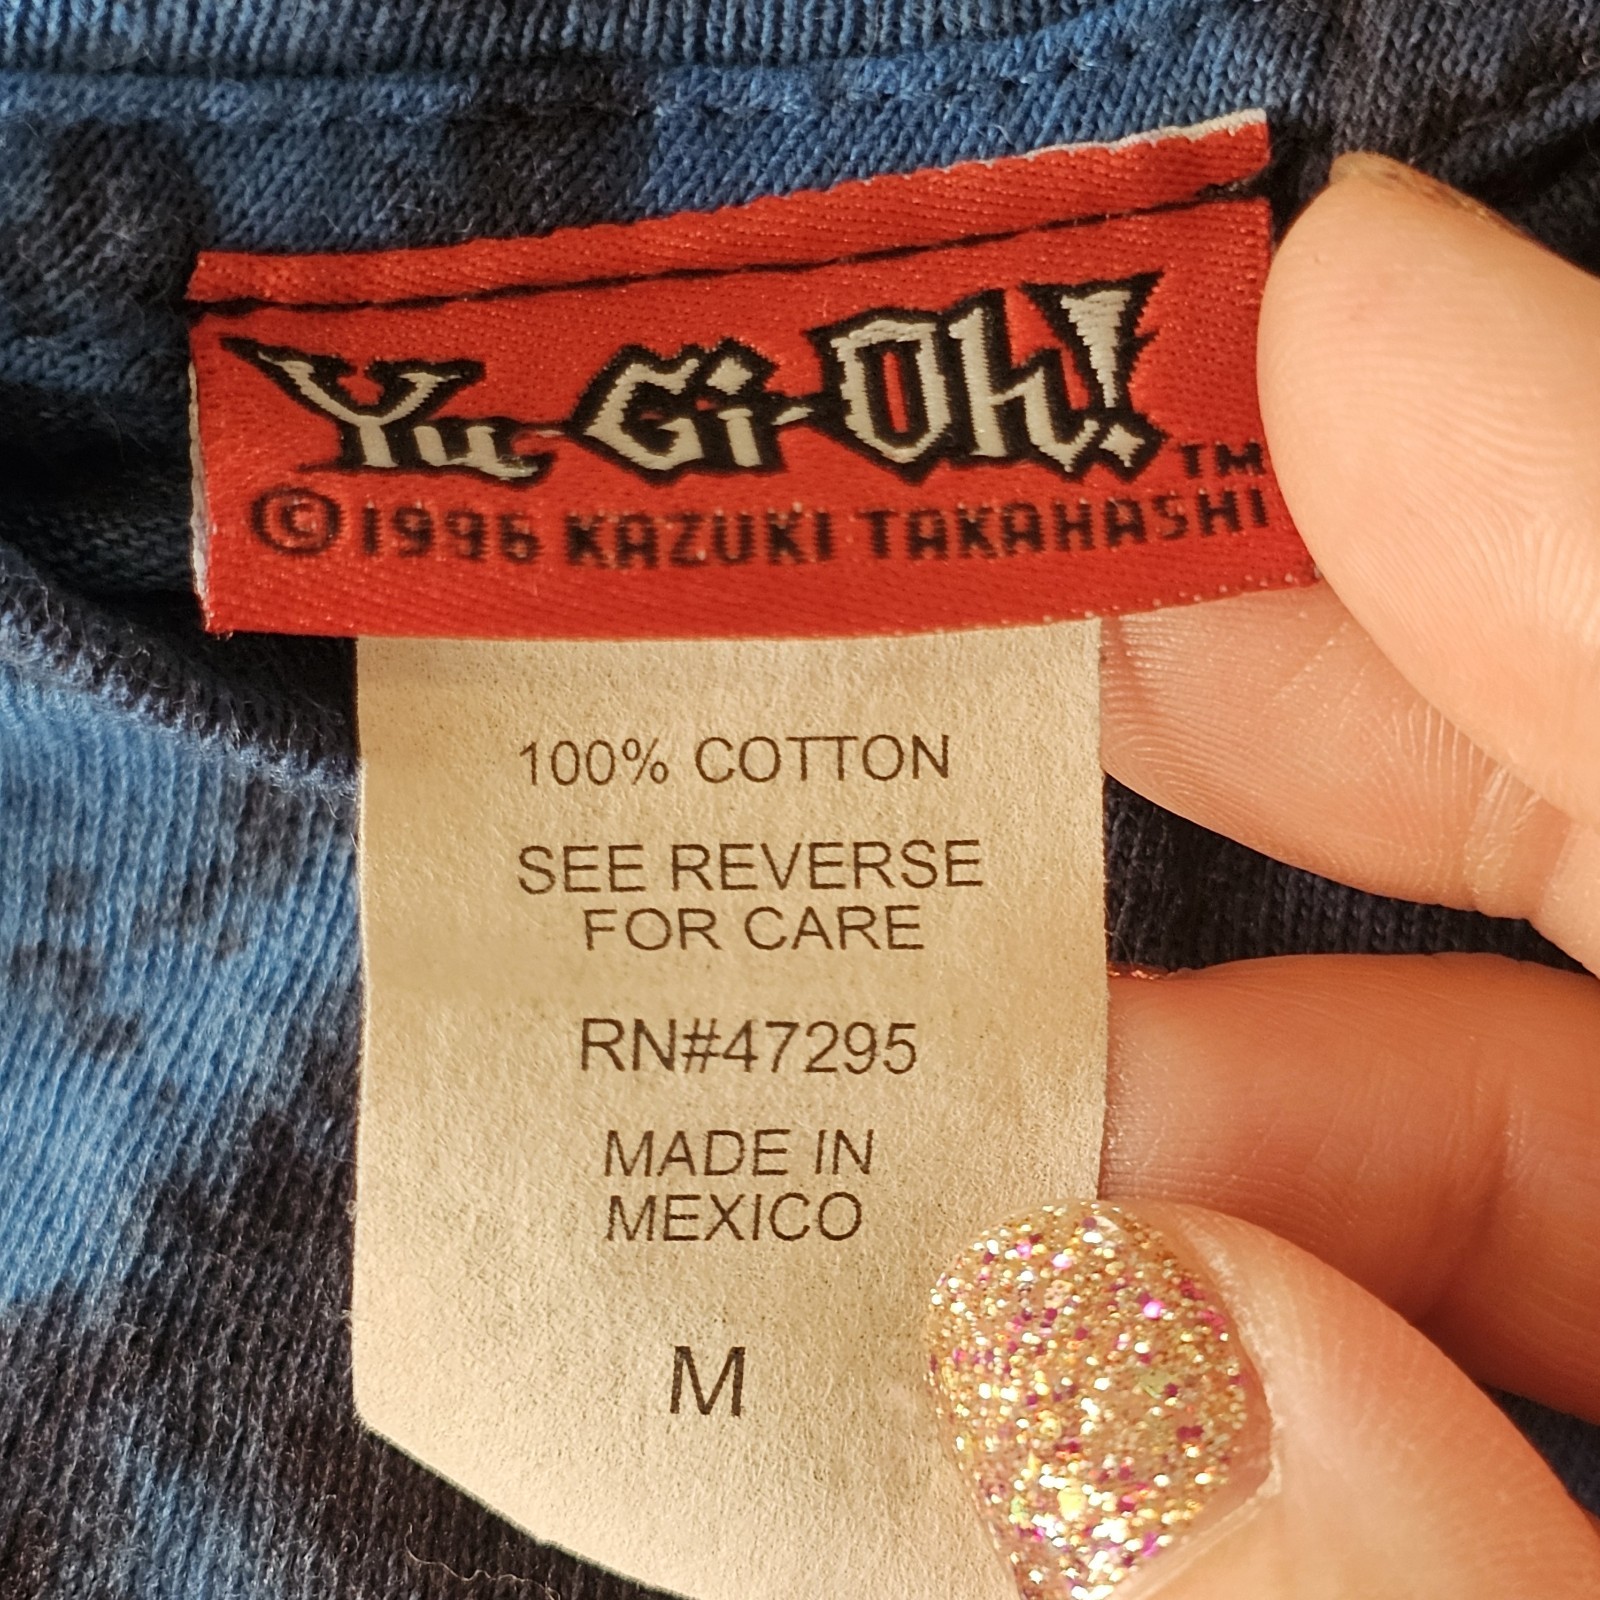 Yu-Gi-Oh! TM
©1996 KAZUKI TAKAHASHI
100% COTTON
SEE REVERSE
FOR CARE
RN#47295
MADE IN
MEXICO
M